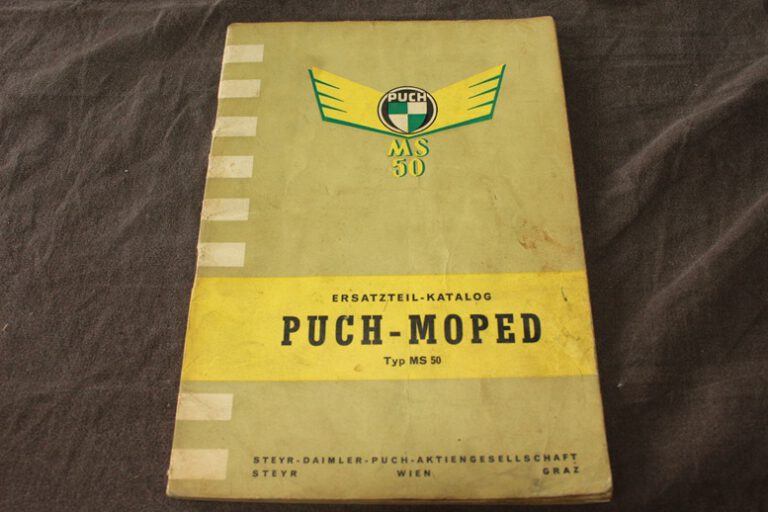 PUCH
MS
50
ERSATZTEIL-KATALOG
PUCH-MOPED
Typ MS 50
STEYR-DAIMLER-PUCH-AKTIENGESELLSCHAFT
STEYR WIEN GRAZ